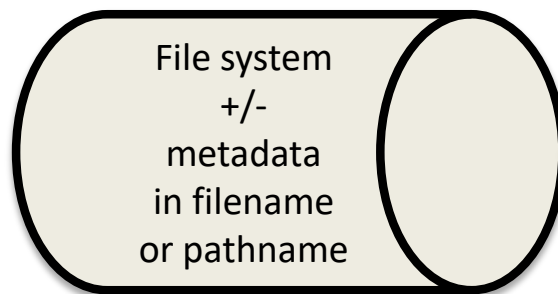 File system
+/-
metadata
in filename
or pathname